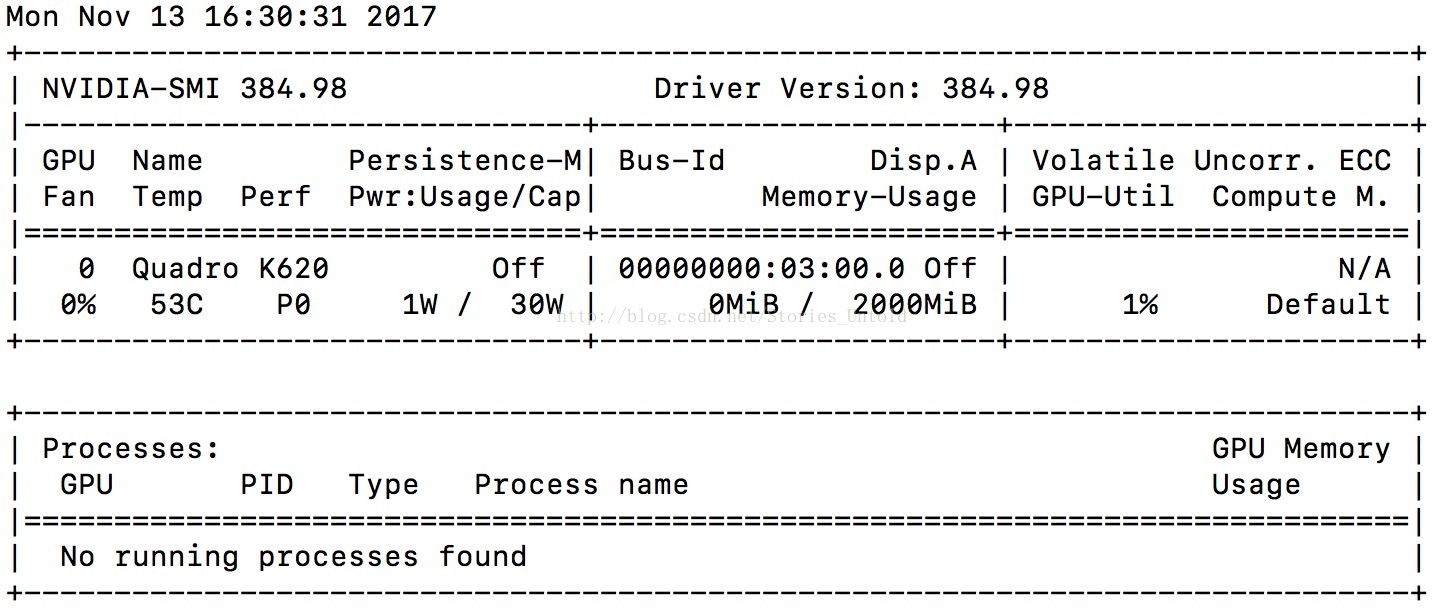 Mon Nov 13 16:30:31 2017
+-----------------------------------------------------------------------------+
| NVIDIA-SMI 384.98                 Driver Version: 384.98                    |
|-------------------------------+----------------------+----------------------+
| GPU  Name        Persistence-M| Bus-Id        Disp.A | Volatile Uncorr. ECC |
| Fan  Temp  Perf  Pwr:Usage/Cap|         Memory-Usage | GPU-Util  Compute M. |
|===============================+======================+======================|
|   0  Quadro K620         Off  | 00000000:03:00.0 Off |                  N/A |
|  0%   53C    P0     1W /  30W |      0MiB /  2000MiB |      1%      Default |
http://blog.csdn.net/Stories_Untold
+-------------------------------+----------------------+----------------------+

+-----------------------------------------------------------------------------+
| Processes:                                                       GPU Memory |
|  GPU       PID   Type   Process name                             Usage      |
|=============================================================================|
|  No running processes found                                                 |
+-----------------------------------------------------------------------------+